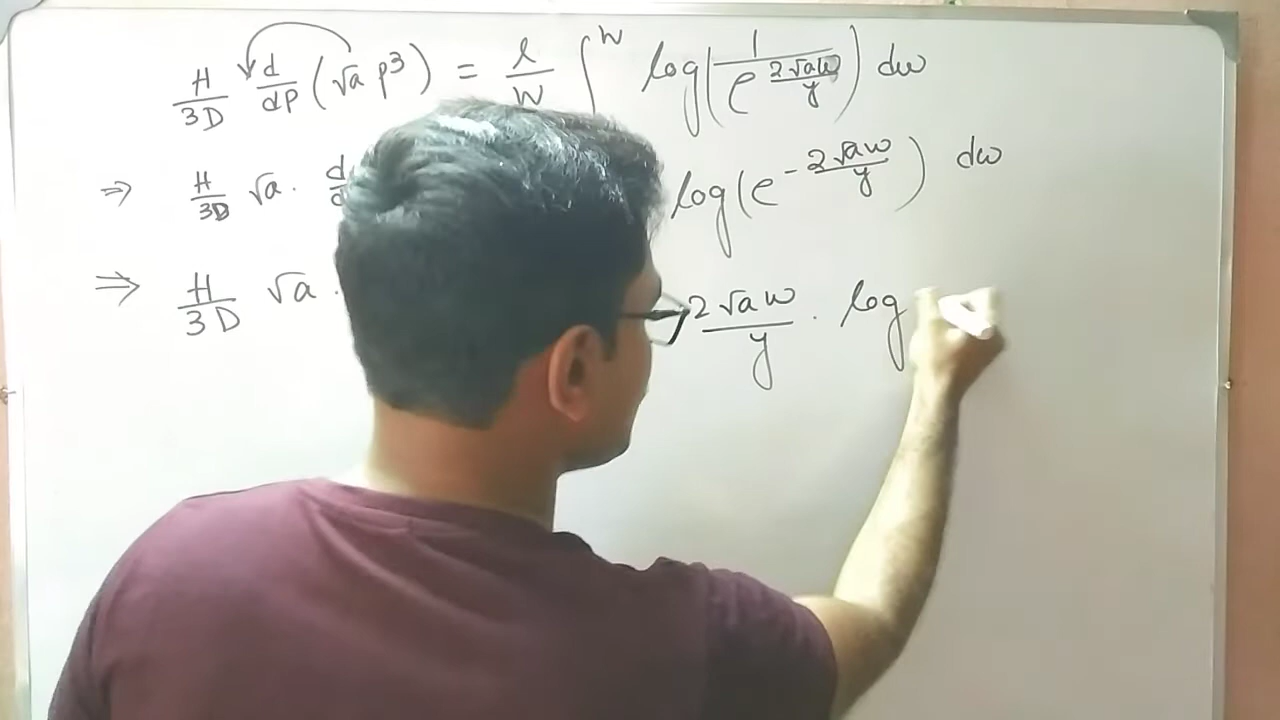 H/3D d/dP (√a P³) = r/W ∫^W log(1/e^(2√aw/y)) dw
⇒ H/3D √a · d log(e^(-2√aw/y)) dw
⇒ H/3D √a · 2√aw/y · log